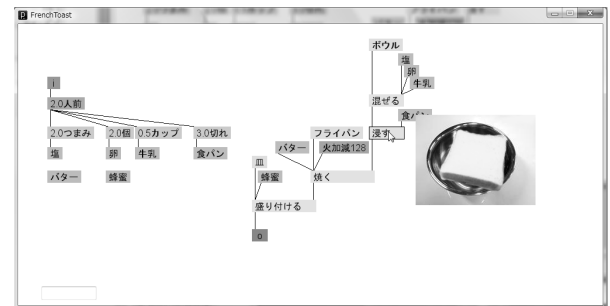 FrenchToast
i
2.0人前
2.0つまみ 2.0個 0.5カップ 3.0切れ
塩 卵 牛乳 食パン
バター 蜂蜜
ボウル
塩
卵
牛乳
混ぜる
食パン
浸す
フライパン
バター 火加減128
焼く
皿
蜂蜜
盛り付ける
o